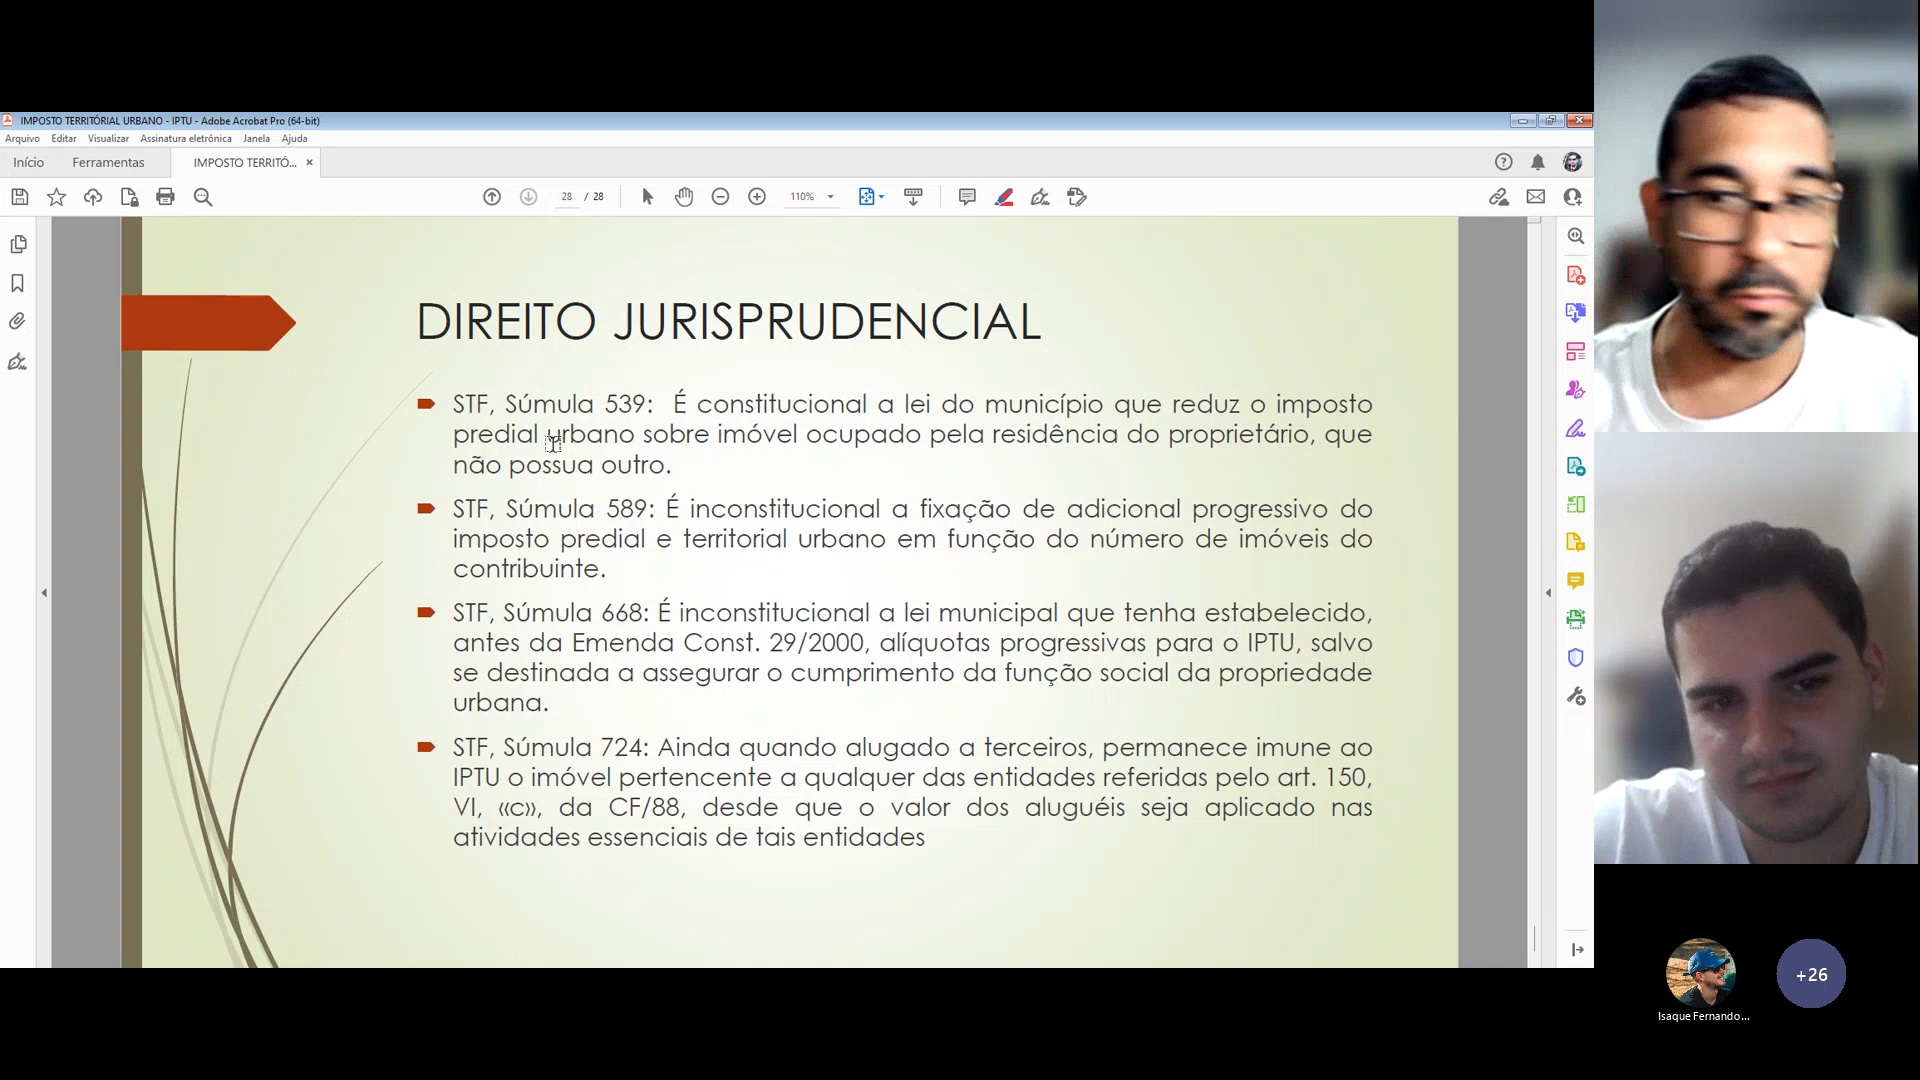 IMPOSTO TERRITÓRIAL URBANO - IPTU - Adobe Acrobat Pro (64-bit)
Arquivo Editar Visualizar Assinatura eletrônica Janela Ajuda
Início Ferramentas IMPOSTO TERRITÓ... ×
28 / 28 110%
DIREITO JURISPRUDENCIAL
STF, Súmula 539: É constitucional a lei do município que reduz o imposto
predial urbano sobre imóvel ocupado pela residência do proprietário, que
não possua outro.
STF, Súmula 589: É inconstitucional a fixação de adicional progressivo do
imposto predial e territorial urbano em função do número de imóveis do
contribuinte.
STF, Súmula 668: É inconstitucional a lei municipal que tenha estabelecido,
antes da Emenda Const. 29/2000, alíquotas progressivas para o IPTU, salvo
se destinada a assegurar o cumprimento da função social da propriedade
urbana.
STF, Súmula 724: Ainda quando alugado a terceiros, permanece imune ao
IPTU o imóvel pertencente a qualquer das entidades referidas pelo art. 150,
VI, «c», da CF/88, desde que o valor dos aluguéis seja aplicado nas
atividades essenciais de tais entidades
+26
Isaque Fernando...